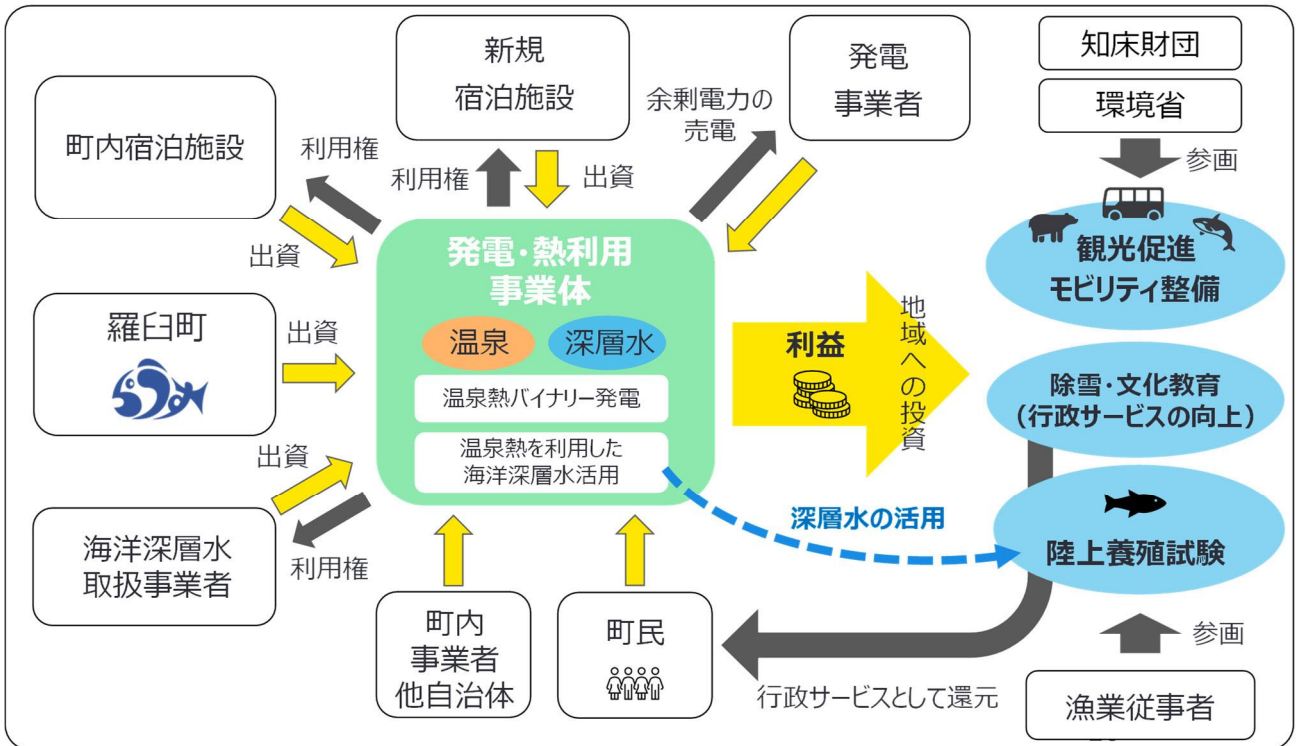 新規
宿泊施設
発電
事業者
知床財団
環境省
町内宿泊施設
利用権
利用権
出資
余剰電力の
売電
参画
出資
発電・熱利用
事業体
観光促進
モビリティ整備
羅臼町
出資
温泉
深層水
温泉熱バイナリー発電
温泉熱を利用した
海洋深層水活用
利益
地域への投資
除雪・文化教育
(行政サービスの向上)
出資
海洋深層水
取扱事業者
利用権
深層水の活用
陸上養殖試験
町内
事業者
他自治体
町民
行政サービスとして還元
参画
漁業従事者